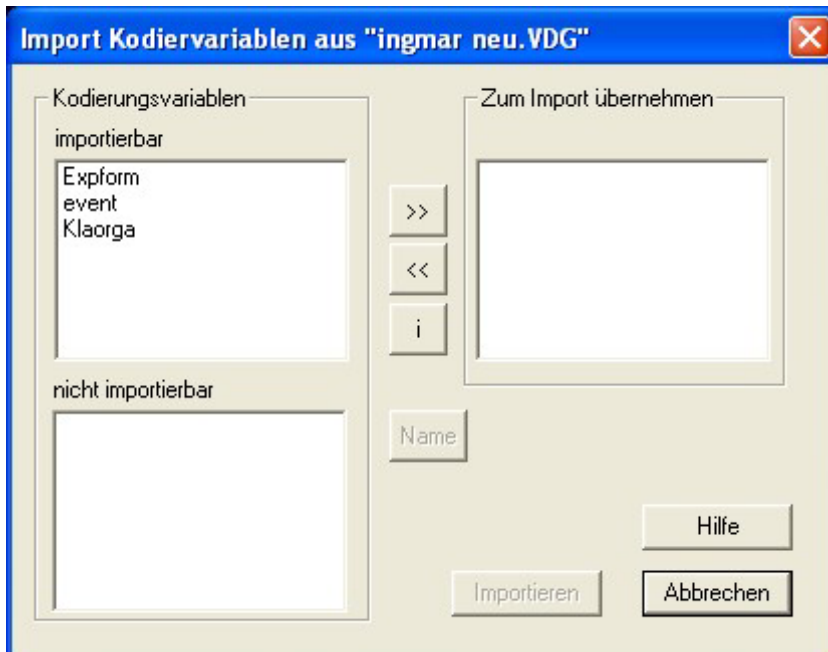 Import Kodiervariablen aus "ingmar neu.VDG"
Kodierungsvariablen
importierbar
Expform
event
Klaorga
nicht importierbar
>>
<<
i
Name
Zum Import übernehmen
Hilfe
Importieren
Abbrechen